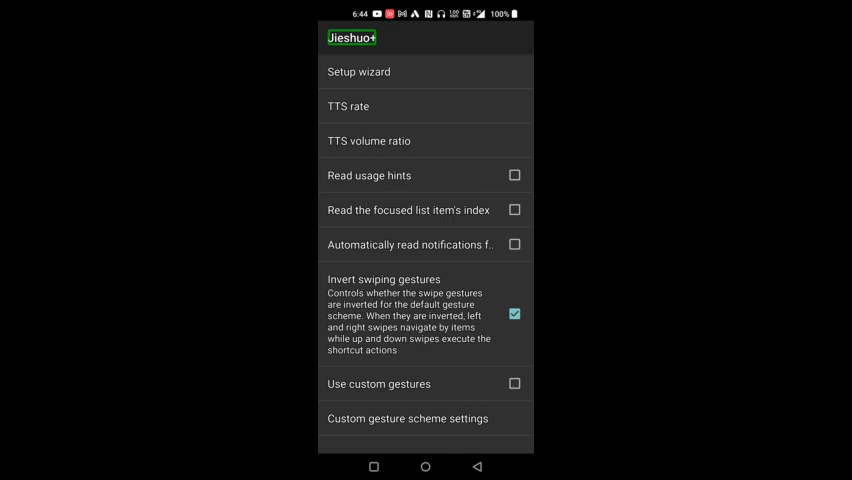 6:44 100%
Jieshuo+
Setup wizard
TTS rate
TTS volume ratio
Read usage hints
Read the focused list item's index
Automatically read notifications f..
Invert swiping gestures
Controls whether the swipe gestures
are inverted for the default gesture
scheme. When they are inverted, left
and right swipes navigate by items
while up and down swipes execute the
shortcut actions
Use custom gestures
Custom gesture scheme settings